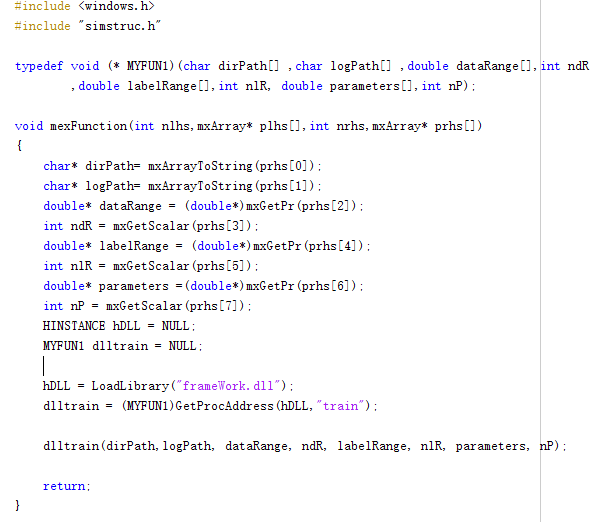 #include <windows.h>
#include "simstruc.h"
typedef void (* MYFUN1)(char dirPath[] ,char logPath[] ,double dataRange[],int ndR
,double labelRange[],int nlR, double parameters[],int nP);
void mexFunction(int nlhs,mxArray* plhs[],int nrhs,mxArray* prhs[])
{
char* dirPath= mxArrayToString(prhs[0]);
char* logPath= mxArrayToString(prhs[1]);
double* dataRange = (double*)mxGetPr(prhs[2]);
int ndR = mxGetScalar(prhs[3]);
double* labelRange = (double*)mxGetPr(prhs[4]);
int nlR = mxGetScalar(prhs[5]);
double* parameters =(double*)mxGetPr(prhs[6]);
int nP = mxGetScalar(prhs[7]);
HINSTANCE hDLL = NULL;
MYFUN1 dlltrain = NULL;
hDLL = LoadLibrary("frameWork.dll");
dlltrain = (MYFUN1)GetProcAddress(hDLL,"train");
dlltrain(dirPath,logPath, dataRange, ndR, labelRange, nlR, parameters, nP);
return;
}